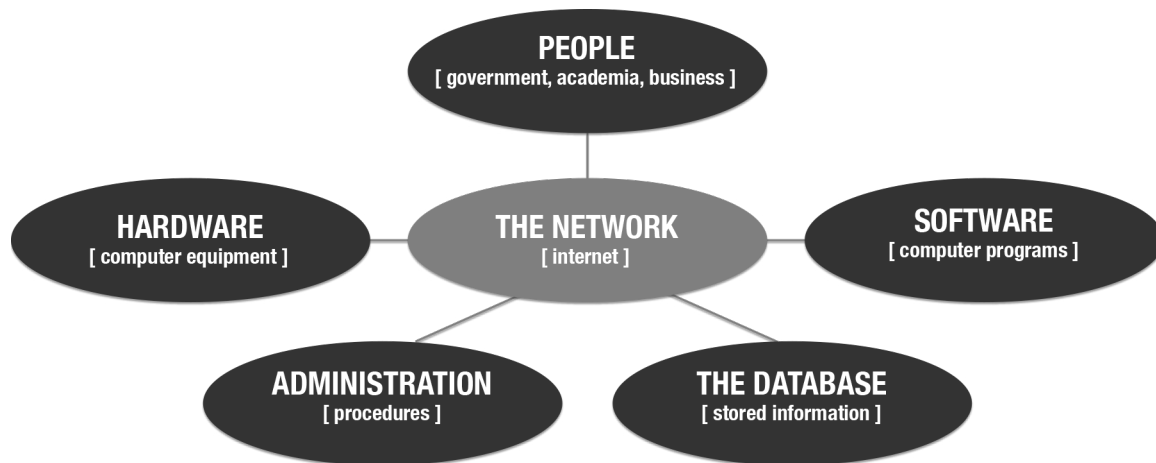 PEOPLE
[ government, academia, business ]
HARDWARE
[ computer equipment ]
THE NETWORK
[ internet ]
SOFTWARE
[ computer programs ]
ADMINISTRATION
[ procedures ]
THE DATABASE
[ stored information ]